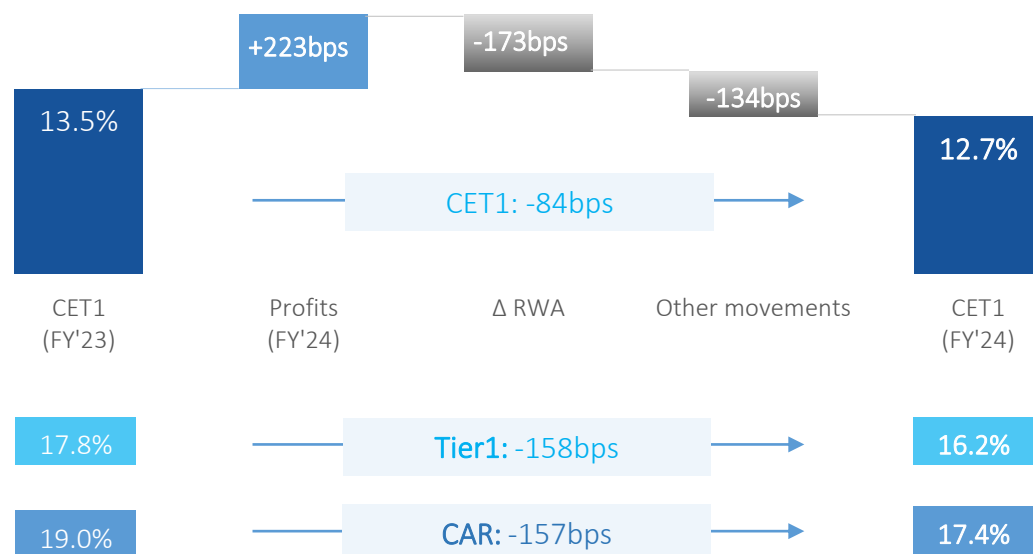 +223bps
-173bps
-134bps
13.5%
12.7%
CET1: -84bps
CET1
(FY'23)
Profits
(FY'24)
Δ RWA
Other movements
CET1
(FY'24)
17.8%
Tier1: -158bps
16.2%
19.0%
CAR: -157bps
17.4%